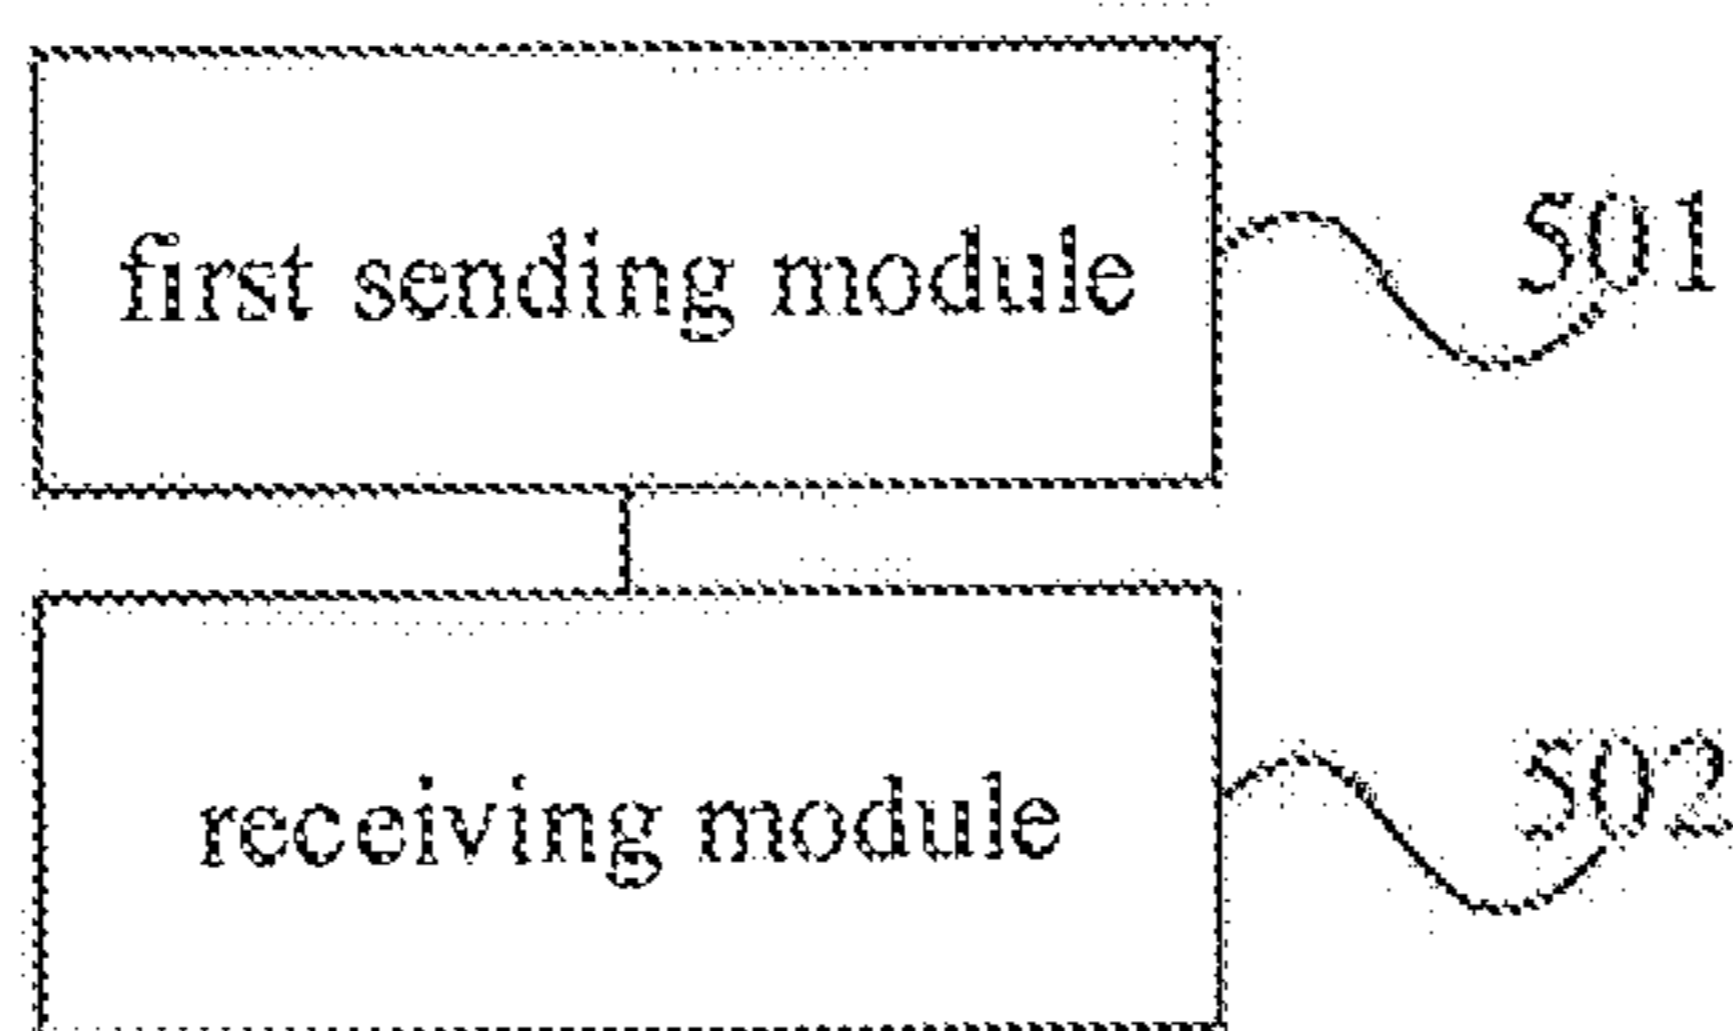 first sending module
501
receiving module
502